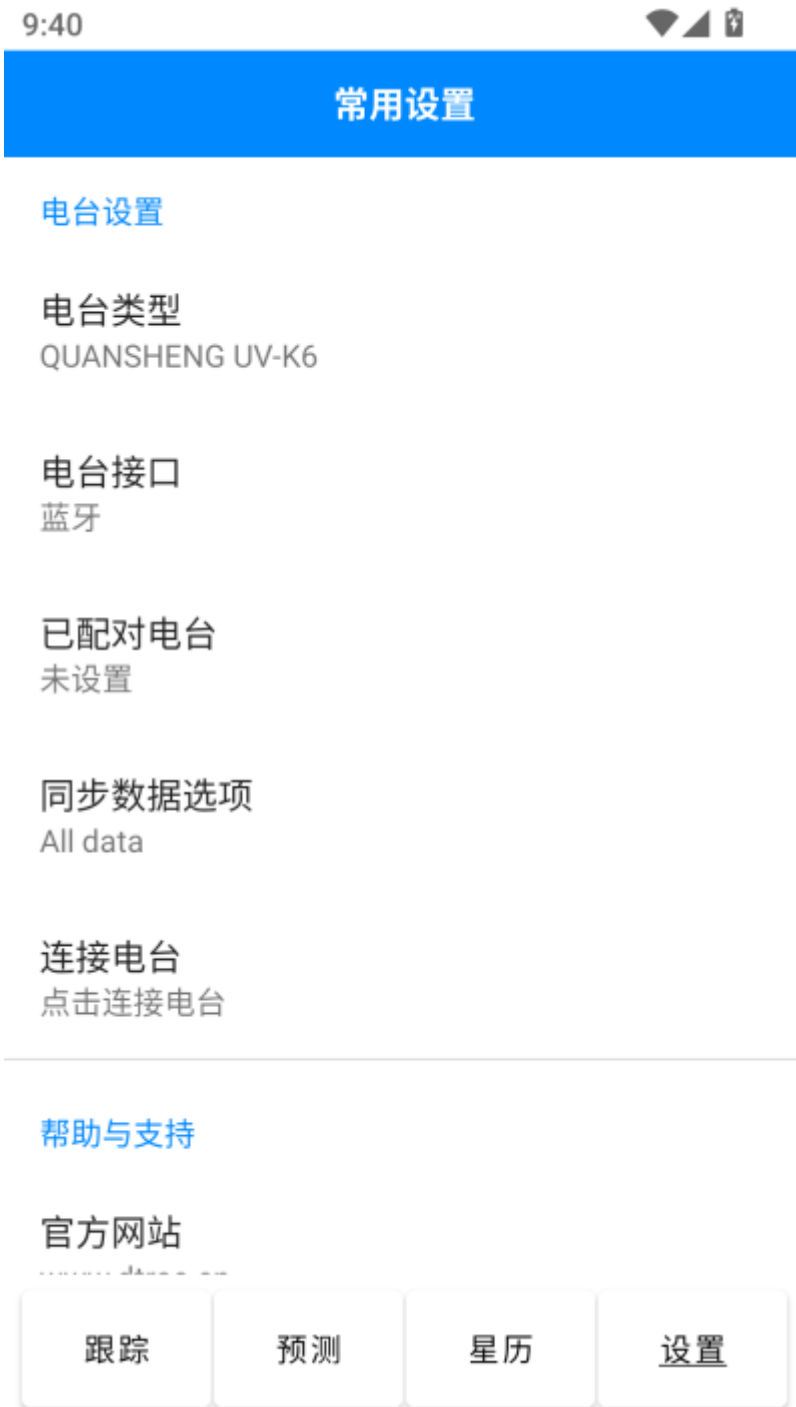 9:40
常用设置
电台设置
电台类型
QUANSHENG UV-K6
电台接口
蓝牙
已配对电台
未设置
同步数据选项
All data
连接电台
点击连接电台
帮助与支持
官方网站
跟踪
预测
星历
设置